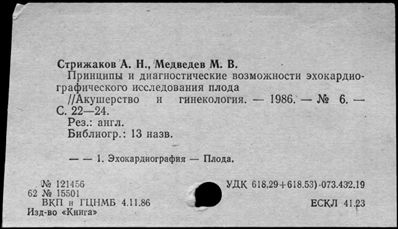 Стрижаков А. Н., Медведев М. В.
Принципы и диагностические возможности эхокардио-
графического исследования плода
//Акушерство и гинекология. — 1986. — № 6. —
С. 22—24.
Рез.: англ.
Библиогр.: 13 назв.
— — 1. Эхокардиография — Плода.
№ 121456
62 № 15501
ВКП и ГЦНМБ 4.11.86
Изд-во «Книга»
УДК 618.29+618.53)-073.432.19
ЕСКЛ 41.23